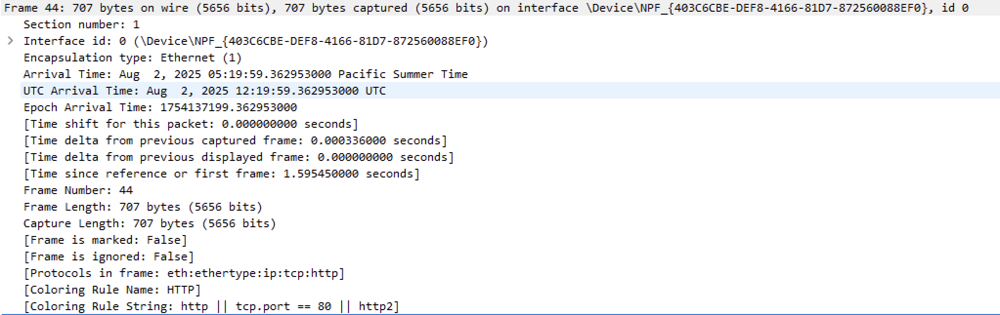 Frame 44: 707 bytes on wire (5656 bits), 707 bytes captured (5656 bits) on interface \Device\NPF_{403C6CBE-DEF8-4166-81D7-872560088EF0}, id 0
Section number: 1
Interface id: 0 (\Device\NPF_{403C6CBE-DEF8-4166-81D7-872560088EF0})
Encapsulation type: Ethernet (1)
Arrival Time: Aug  2, 2025 05:19:59.362953000 Pacific Summer Time
UTC Arrival Time: Aug  2, 2025 12:19:59.362953000 UTC
Epoch Arrival Time: 1754137199.362953000
[Time shift for this packet: 0.000000000 seconds]
[Time delta from previous captured frame: 0.000336000 seconds]
[Time delta from previous displayed frame: 0.000000000 seconds]
[Time since reference or first frame: 1.595450000 seconds]
Frame Number: 44
Frame Length: 707 bytes (5656 bits)
Capture Length: 707 bytes (5656 bits)
[Frame is marked: False]
[Frame is ignored: False]
[Protocols in frame: eth:ethertype:ip:tcp:http]
[Coloring Rule Name: HTTP]
[Coloring Rule String: http || tcp.port == 80 || http2]